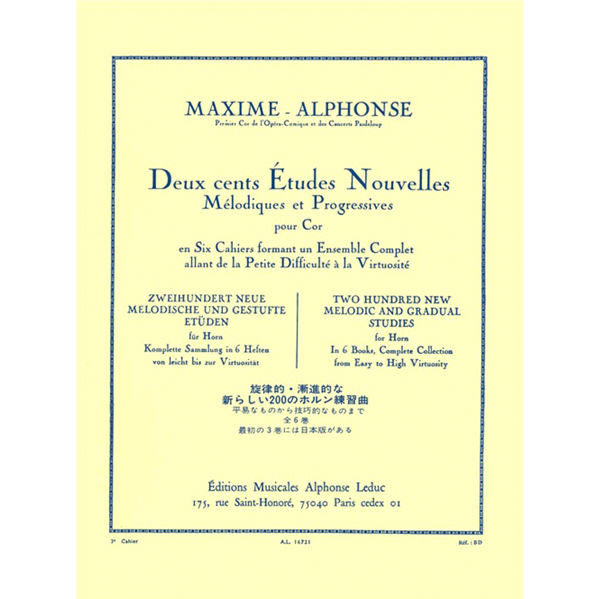 MAXIME - ALPHONSE
Premier Cor de l'Opéra-Comique et des Concerts Pasdeloup
Deux cents Études Nouvelles
Mélodiques et Progressives
pour Cor
en Six Cahiers formant un Ensemble Complet
allant de la Petite Difficulté à la Virtuosité
ZWEIHUNDERT NEUE
MELODISCHE UND GESTUFTE
ETÜDEN
für Horn
Komplette Sammlung in 6 Heften
von leicht bis zur Virtuosität
TWO HUNDRED NEW
MELODIC AND GRADUAL
STUDIES
for Horn
In 6 Books, Complete Collection
from Easy to High Virtuosity
旋律的・漸進的な
新らしい200のホルン練習曲
平易なものから技巧的なものまで
全6巻
最初の3巻には日本版がある
Éditions Musicales Alphonse Leduc
175, rue Saint-Honoré, 75040 Paris cedex 01
3e Cahier
A.L. 16721
Réf. : BD